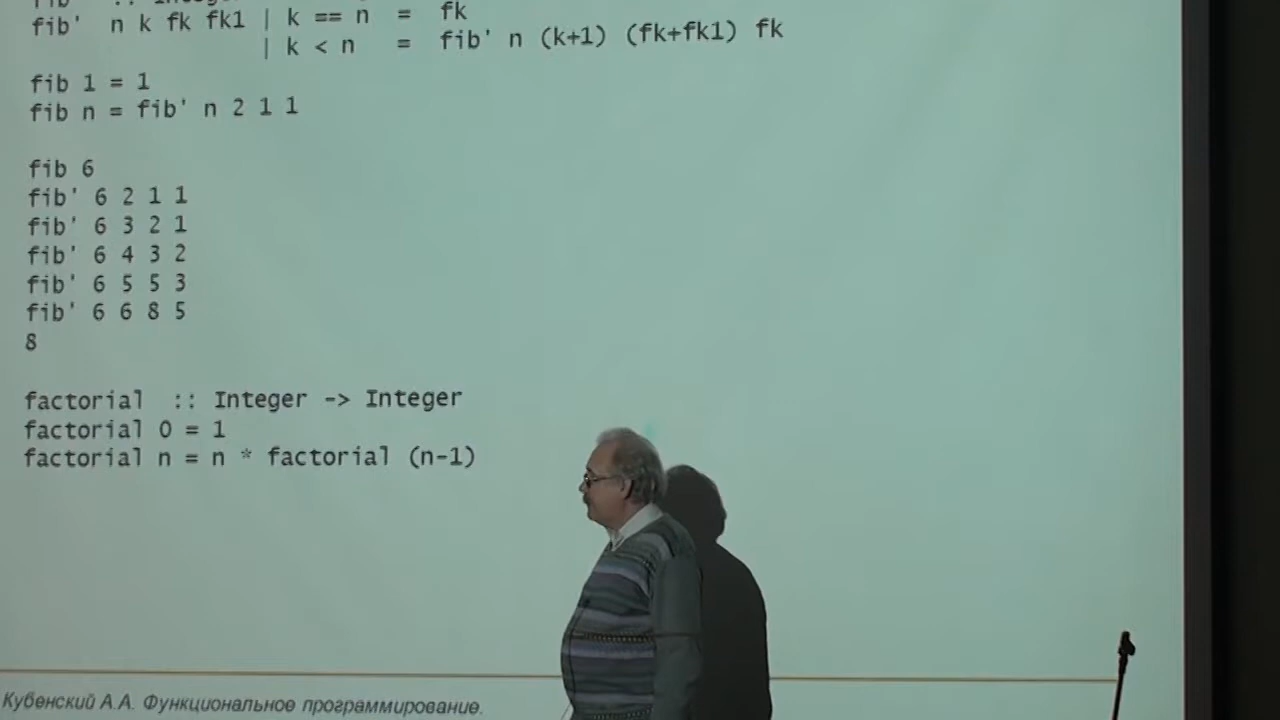 fib' n k fk fk1 | k == n = fk
| k < n = fib' n (k+1) (fk+fk1) fk
fib 1 = 1
fib n = fib' n 2 1 1
fib 6
fib' 6 2 1 1
fib' 6 3 2 1
fib' 6 4 3 2
fib' 6 5 5 3
fib' 6 6 8 5
8
factorial :: Integer -> Integer
factorial 0 = 1
factorial n = n * factorial (n-1)
Кубенский А.А. Функциональное программирование.